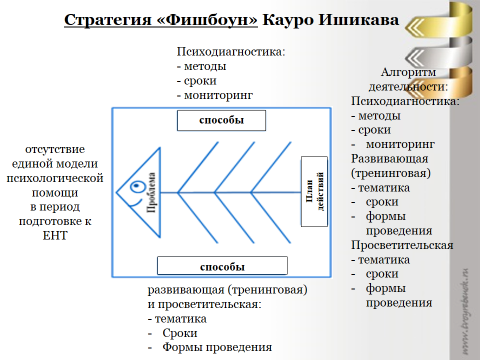 Стратегия «Фишбоун» Кауро Ишикава
Психодиагностика:
- методы
- сроки
- мониторинг
отсутствие
единой модели
психологической
помощи
в период
подготовке к
ЕНТ
способы
Проблема
План
действий
способы
развивающая (тренинговая)
и просветительская:
- тематика
- Сроки
- Формы проведения
Алгоритм
деятельности:
Психодиагностика:
- методы
- сроки
- мониторинг
Развивающая
(тренинговая)
- тематика
- сроки
- формы
проведения
Просветительская
- тематика
- сроки
- формы
проведения